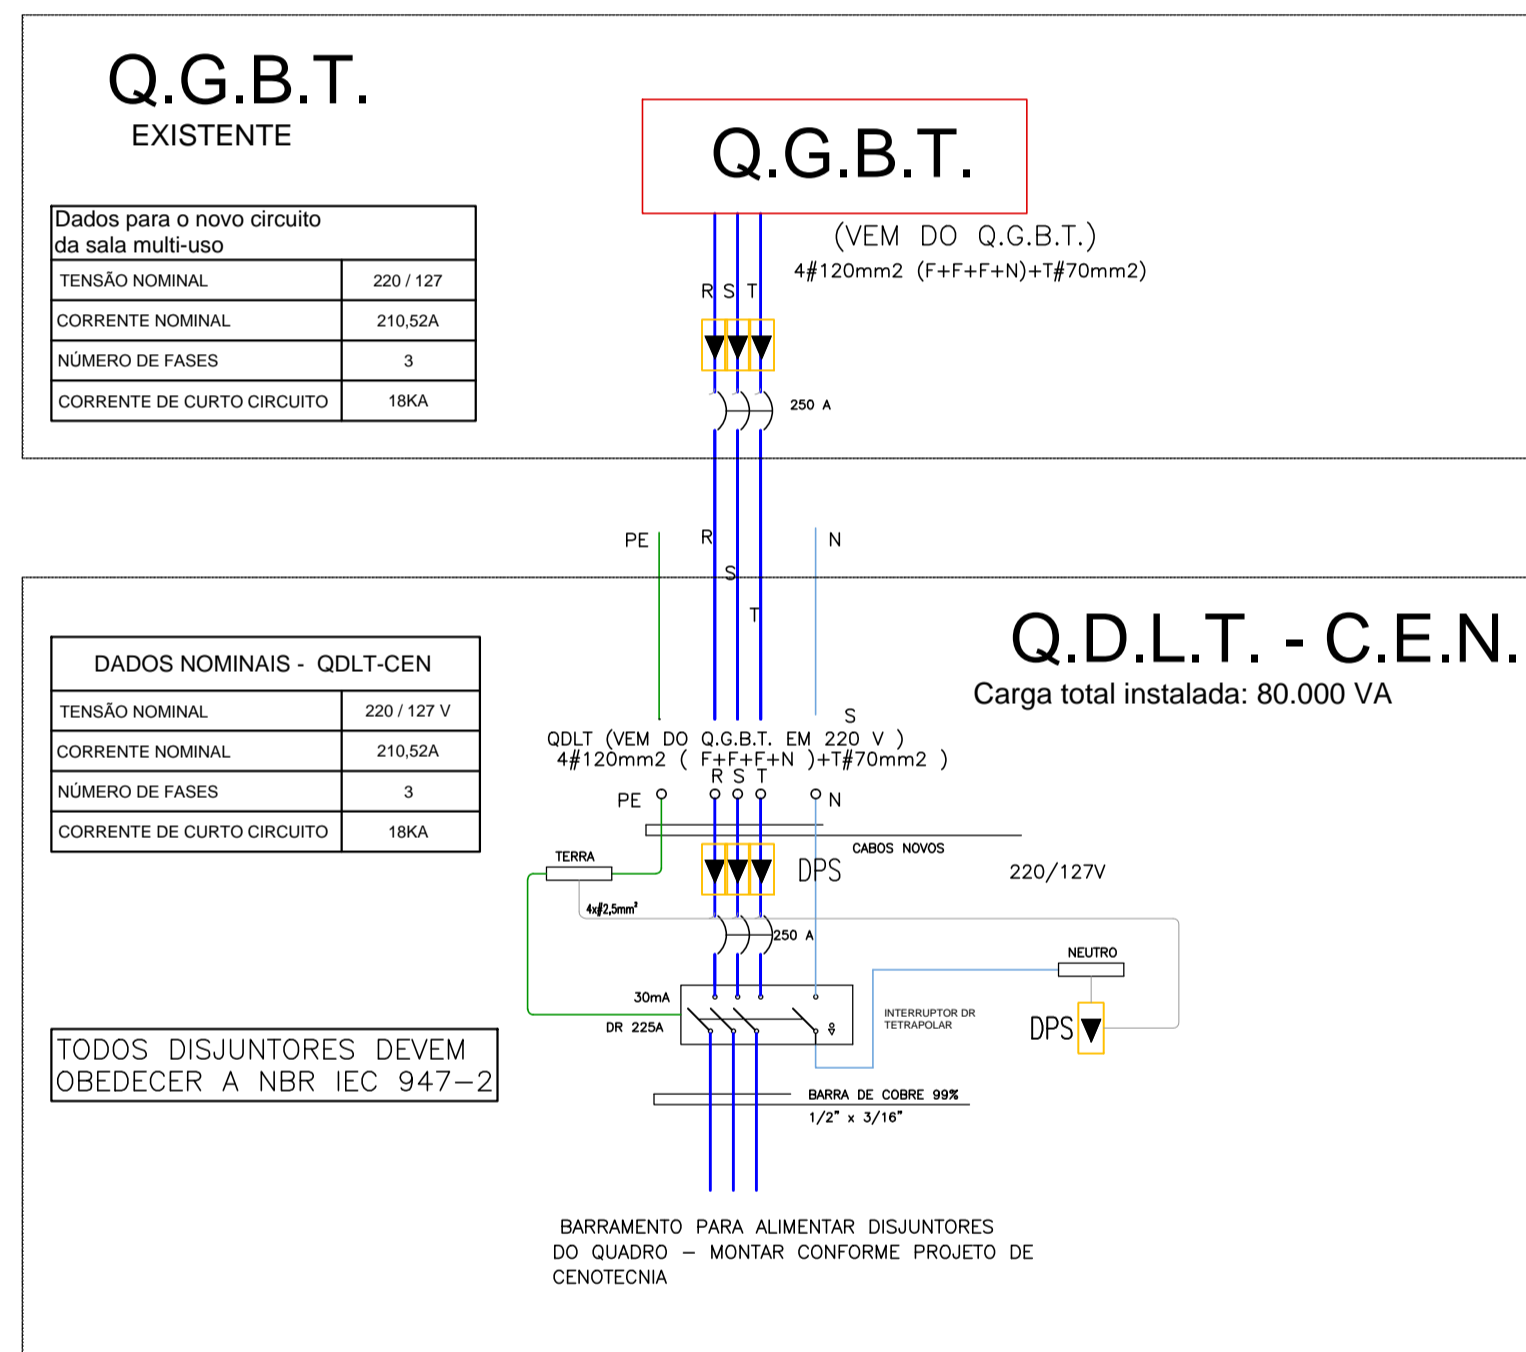 Q.G.B.T.
EXISTENTE
Q.G.B.T.
Dados para o novo circuito
da sala multi-uso
TENSÃO NOMINAL 220 / 127
CORRENTE NOMINAL 210,52A
NÚMERO DE FASES 3
CORRENTE DE CURTO CIRCUITO 18KA
(VEM DO Q.G.B.T.)
4#120mm2 (F+F+F+N)+T#70mm2)
R S T
250 A
PE R N
S
T
Q.D.L.T. - C.E.N.
Carga total instalada: 80.000 VA
DADOS NOMINAIS - QDLT-CEN
TENSÃO NOMINAL 220 / 127 V
CORRENTE NOMINAL 210,52A
NÚMERO DE FASES 3
CORRENTE DE CURTO CIRCUITO 18KA
S
QDLT (VEM DO Q.G.B.T. EM 220 V )
4#120mm2 ( F+F+F+N )+T#70mm2 )
R S T
PE N
CABOS NOVOS
TERRA
DPS
220/127V
4x#2,5mm²
250 A
NEUTRO
30mA
DR 225A
INTERRUPTOR DR
TETRAPOLAR
DPS
TODOS DISJUNTORES DEVEM
OBEDECER A NBR IEC 947-2
BARRA DE COBRE 99%
1/2" x 3/16"
BARRAMENTO PARA ALIMENTAR DISJUNTORES
DO QUADRO - MONTAR CONFORME PROJETO DE
CENOTECNIA